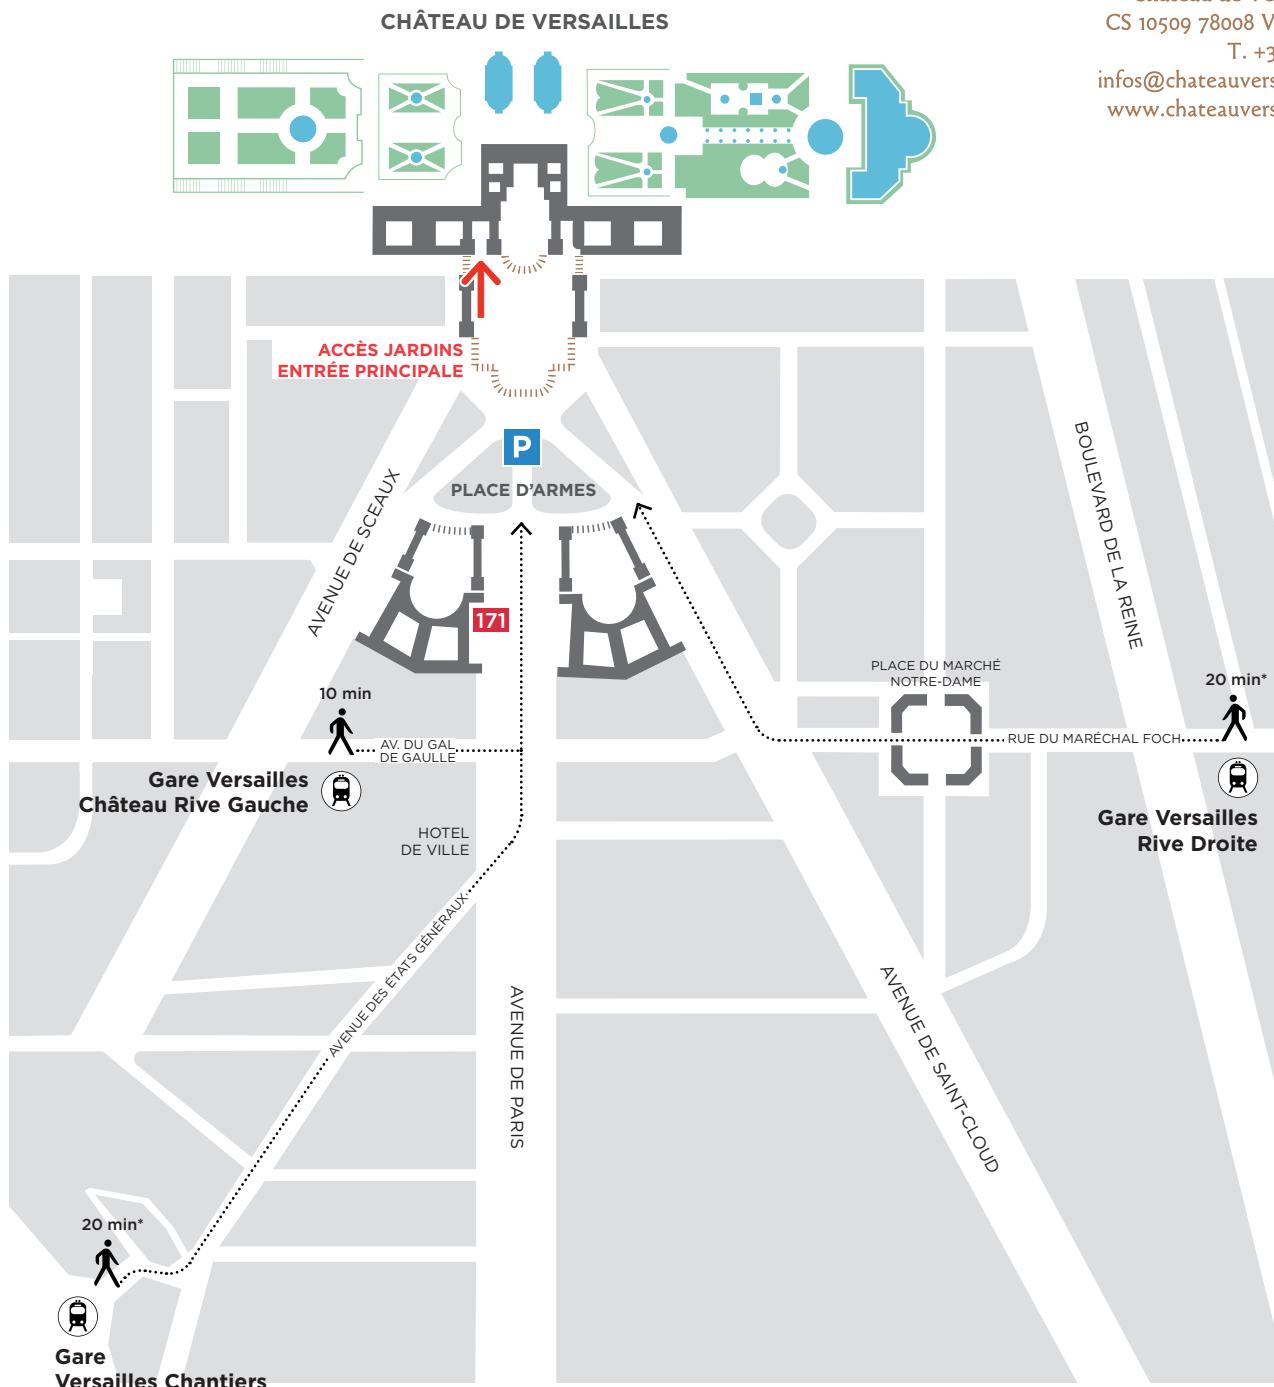 CHÂTEAU DE VERSAILLES
CS 10509 78008
T.
ACCÈS JARDINS
ENTRÉE PRINCIPALE
P
PLACE D'ARMES
AVENUE DE SCEAUX
BOULEVARD DE LA REINE
171
PLACE DU MARCHÉ
NOTRE-DAME
10 min
20 min*
AV. DU GAL
DE GAULLE
RUE DU MARÉCHAL FOCH
Gare Versailles
Château Rive Gauche
Gare Versailles
Rive Droite
HOTEL
DE VILLE
AVENUE DES ÉTATS GÉNÉRAUX
AVENUE DE PARIS
AVENUE DE SAINT-CLOUD
20 min*
Gare
Versailles Chantiers